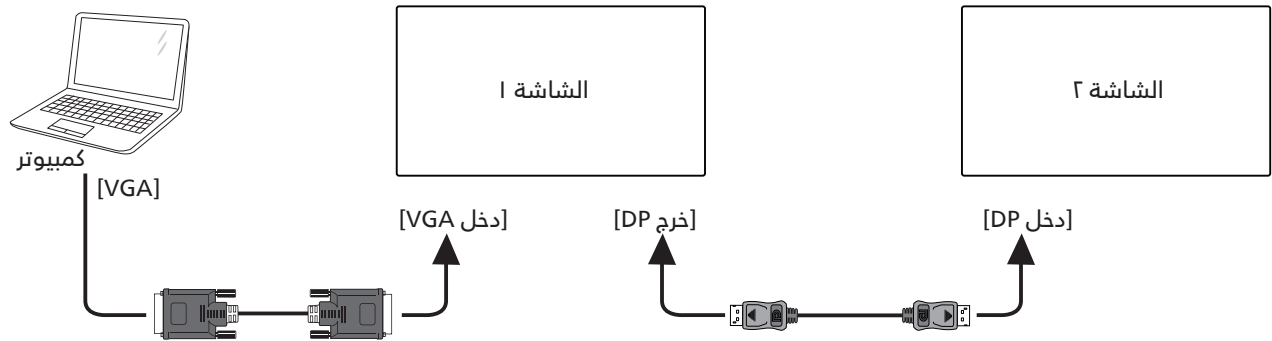 الشاشة ١
الشاشة ٢
كمبيوتر
[VGA]
[دخل VGA]
[خرج DP]
[دخل DP]